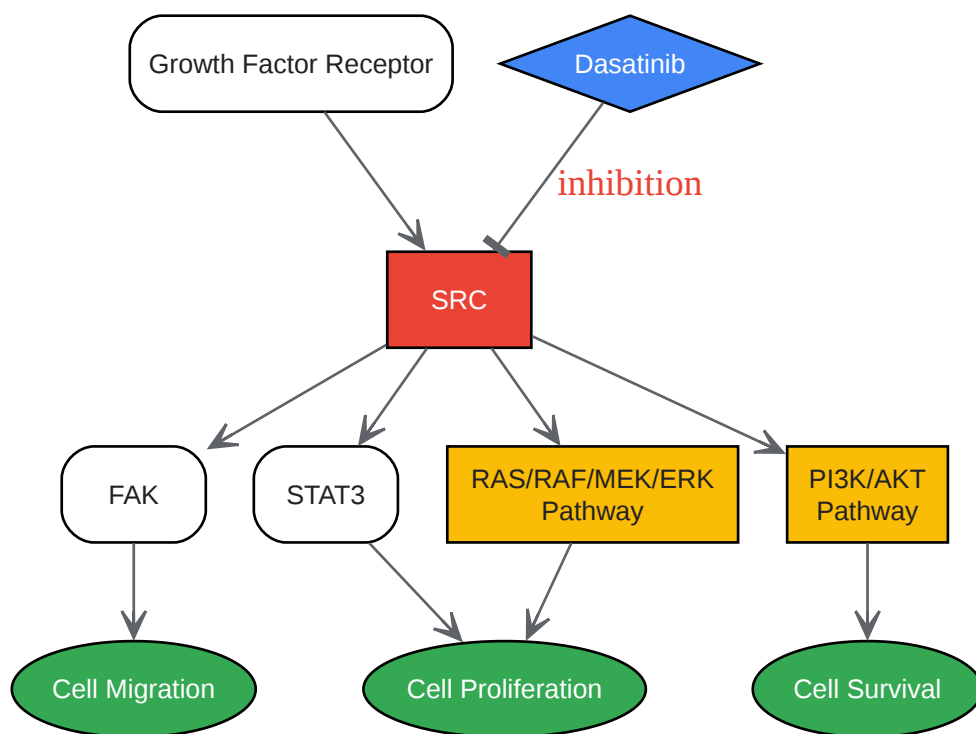 Growth Factor Receptor
Dasatinib
inhibition
SRC
FAK
STAT3
RAS/RAF/MEK/ERK
Pathway
PI3K/AKT
Pathway
Cell Migration
Cell Proliferation
Cell Survival